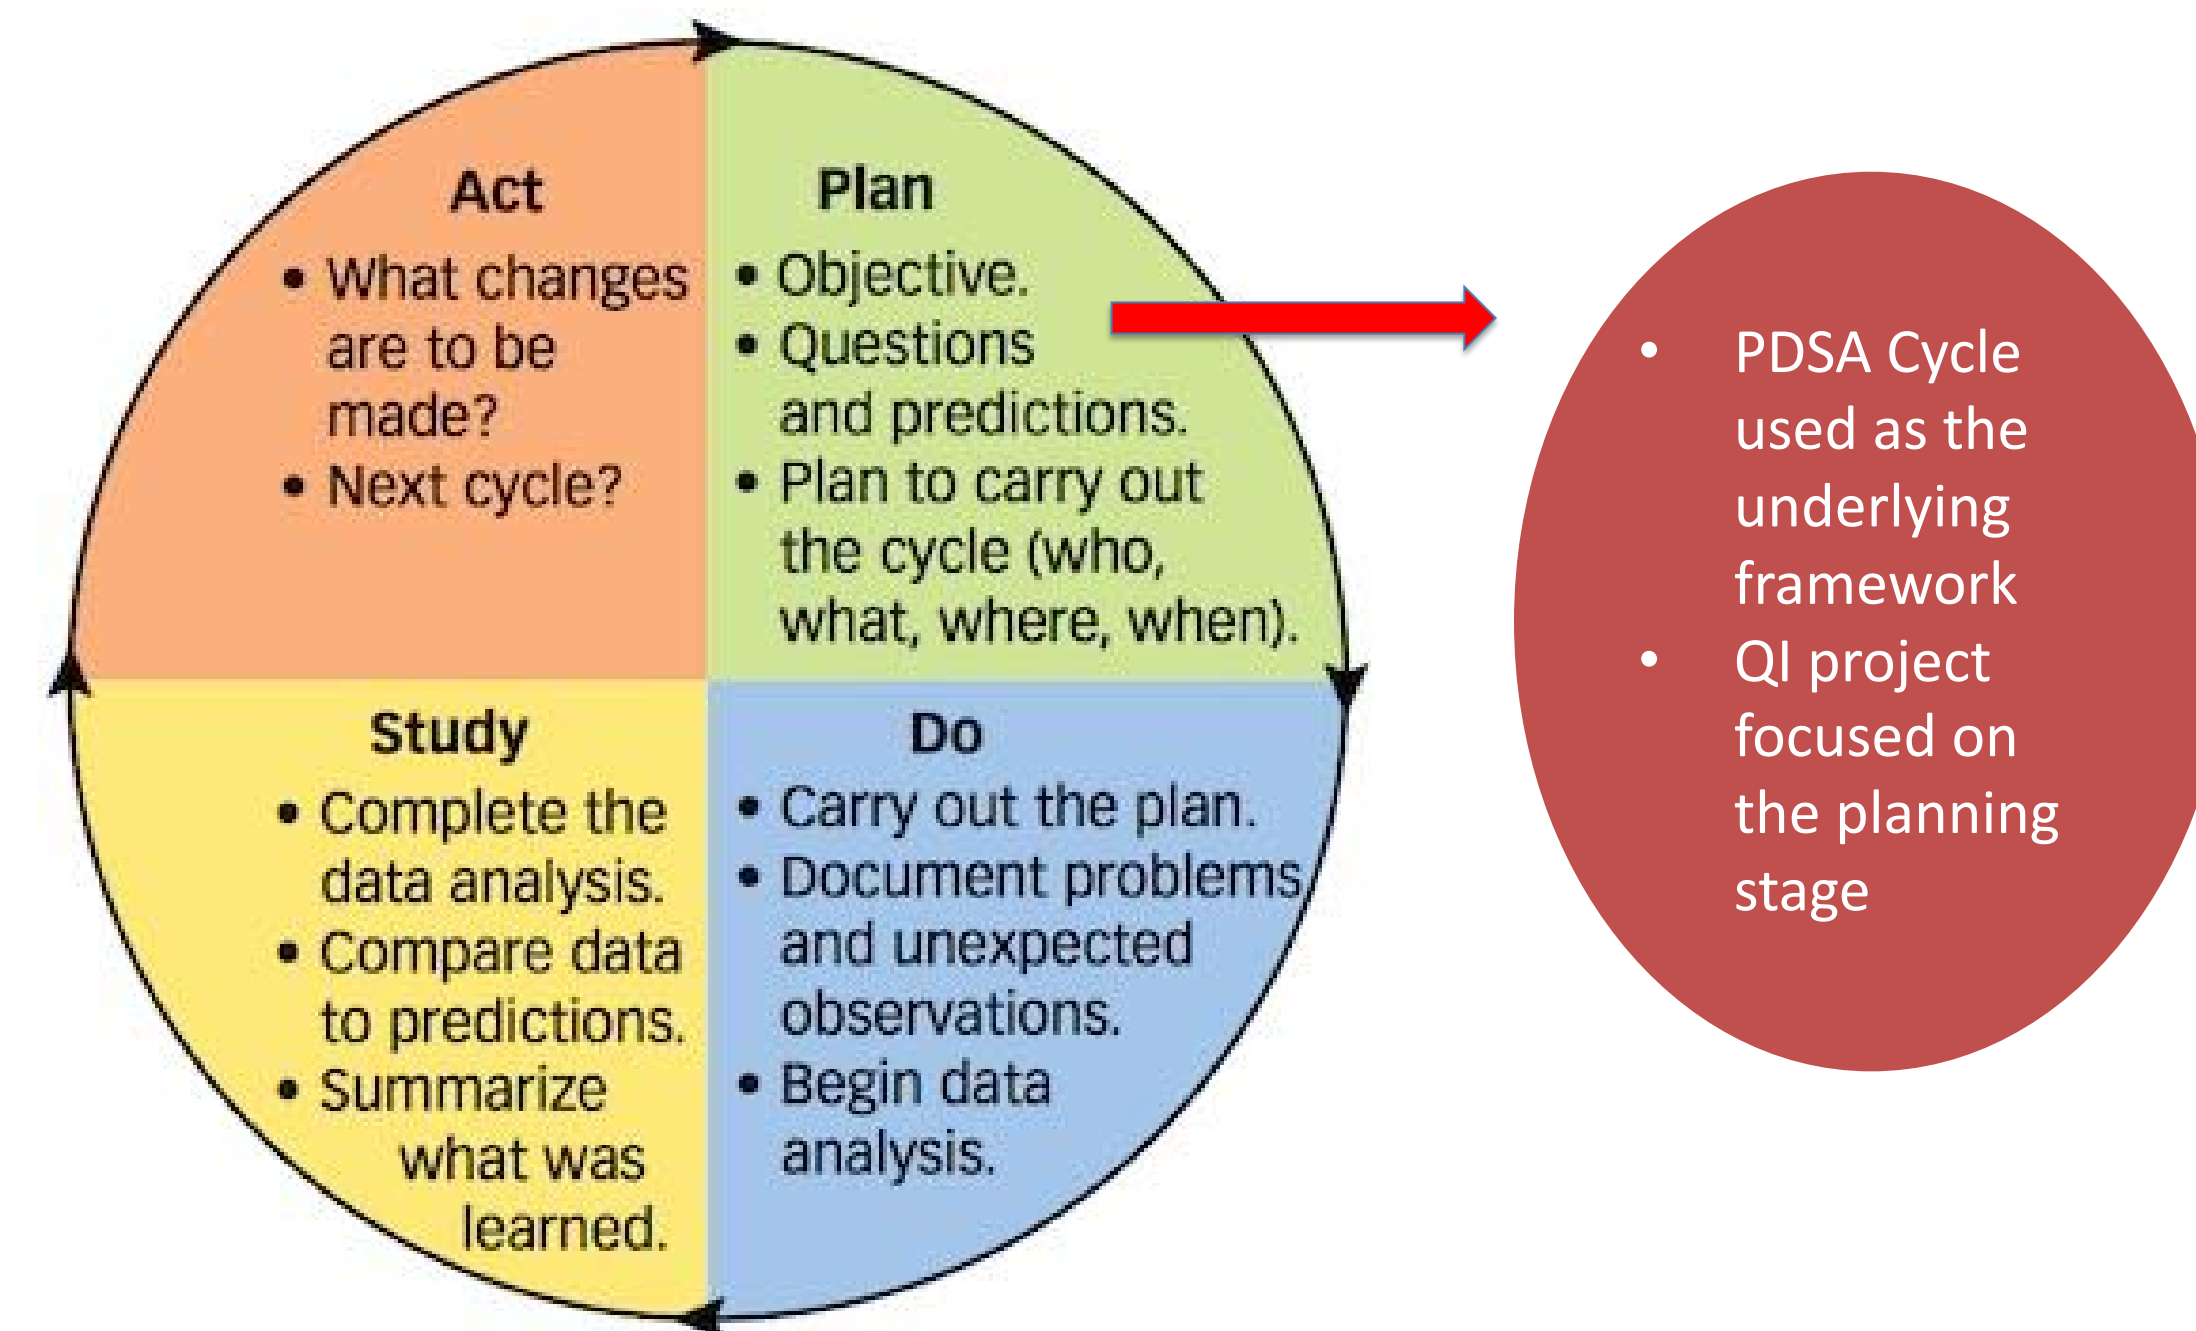 Act
• What changes
are to be
made?
• Next cycle?
Plan
• Objective.
• Questions
and predictions.
• Plan to carry out
the cycle (who,
what, where, when).
Study
• Complete the
data analysis.
• Compare data
to predictions.
• Summarize
what was
learned.
Do
• Carry out the plan.
• Document problems
and unexpected
observations.
• Begin data
analysis.
• PDSA Cycle
used as the
underlying
framework
• QI project
focused on
the planning
stage